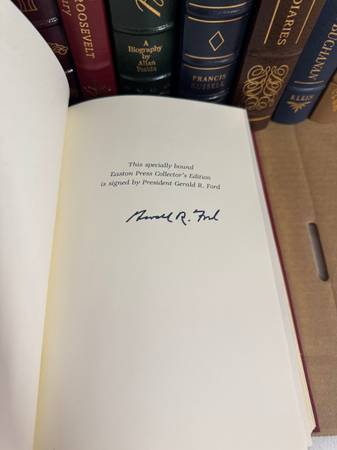 ROOSEVELT
A
Biography
by
Allan
FRANCIS
RUSSELL
DIARIES
KLEIN
BUCHANAN
This specially bound
Easton Press Collector's Edition
is signed by President Gerald R. Ford
Gerald R. Ford